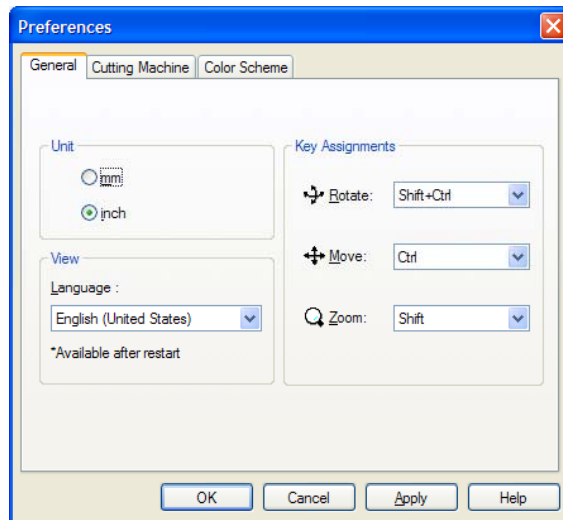 Preferences
General
Cutting Machine
Color Scheme
Unit
mm
inch
View
Language :
English (United States)
*Available after restart
Key Assignments
Rotate:
Shift+Ctrl
Move:
Ctrl
Zoom:
Shift
OK
Cancel
Apply
Help